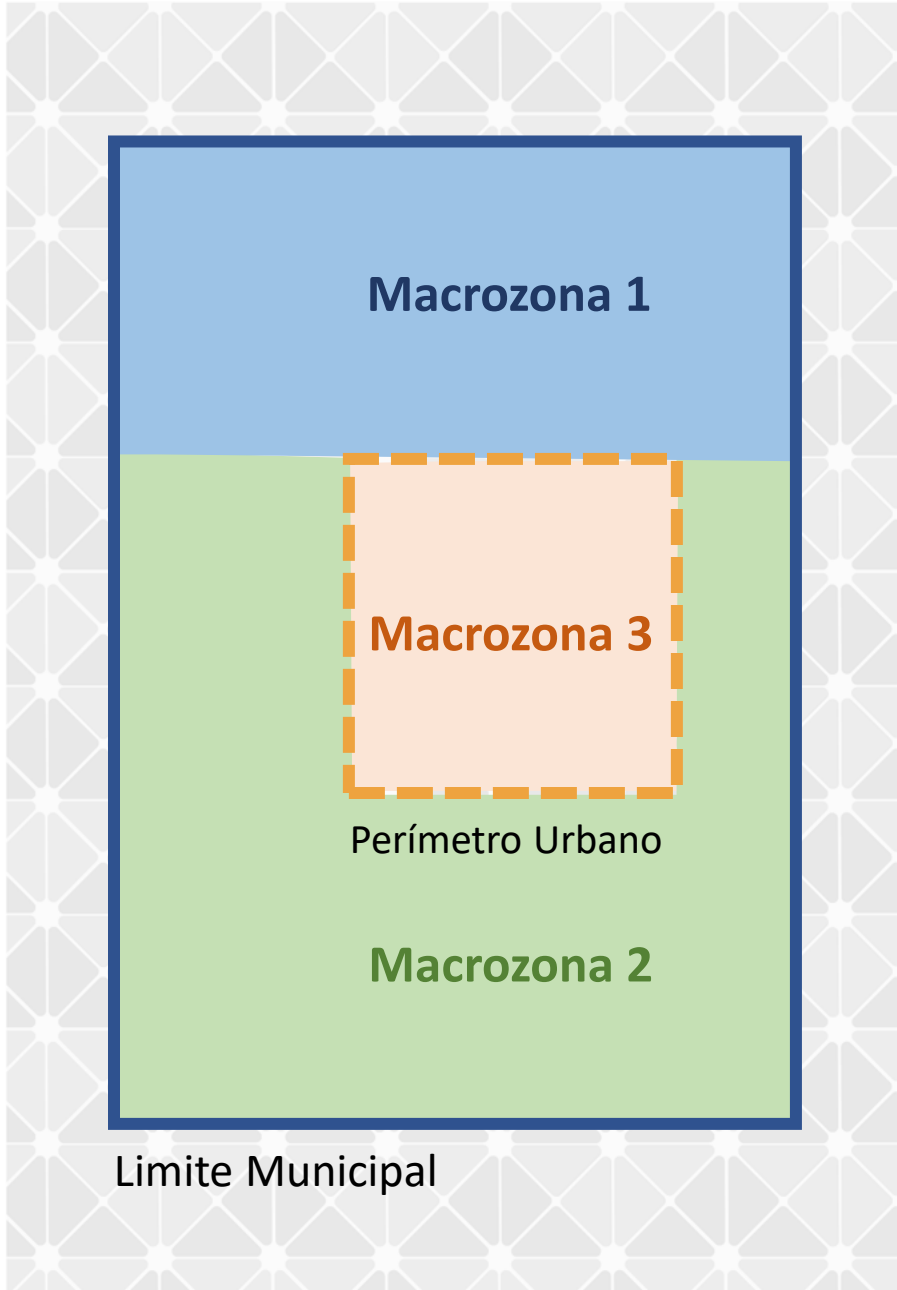 Macrozona 1
Macrozona 3
Perímetro Urbano
Macrozona 2
Limite Municipal